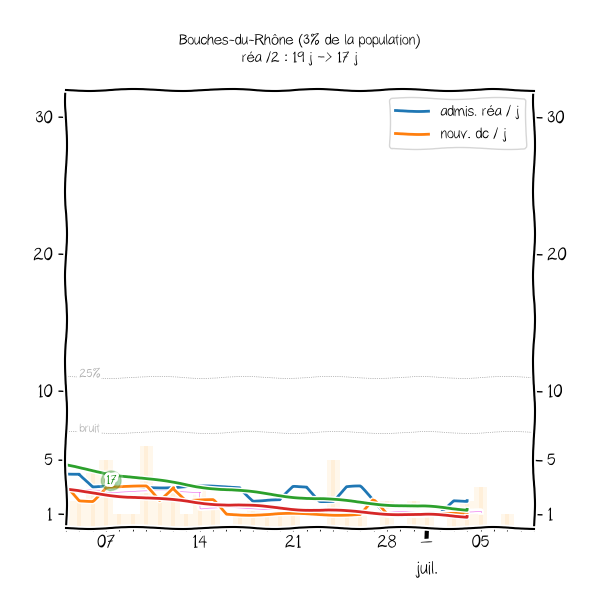 Bouches-du-Rhône (3% de la population)
réa /2 : 19 j -> 17 j
admis. réa / j
nouv. dc / j
30
30
20
20
25%
10
10
bruit
5
5
17
1
1
07
14
21
28
05
juil.